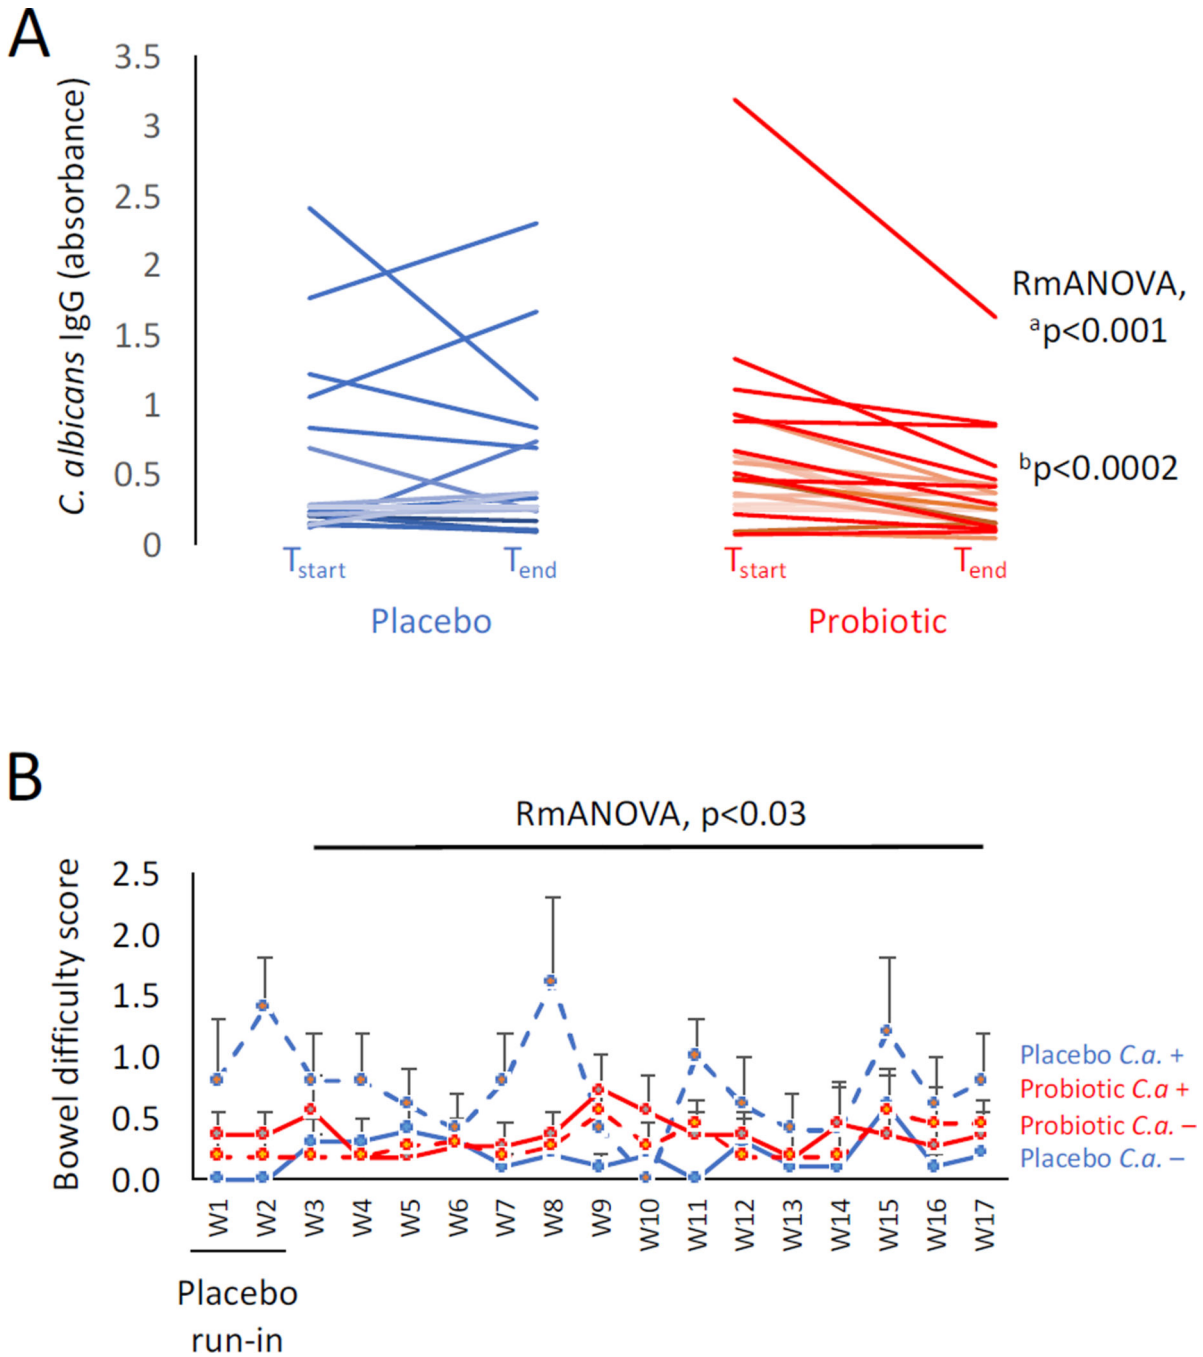 A
C. albicans IgG (absorbance)
3.5
3
2.5
2
1.5
1
0.5
0
RmANOVA,
ap<0.001
bp<0.0002
Tstart
Tend
Tstart
Tend
Placebo
Probiotic
B
RmANOVA, p<0.03
Bowel difficulty score
2.5
2.0
1.5
1.0
0.5
0.0
Placebo C.a. +
Probiotic C.a +
Probiotic C.a. –
Placebo C.a. –
W1
W2
W3
W4
W5
W6
W7
W8
W9
W10
W11
W12
W13
W14
W15
W16
W17
Placebo
run-in